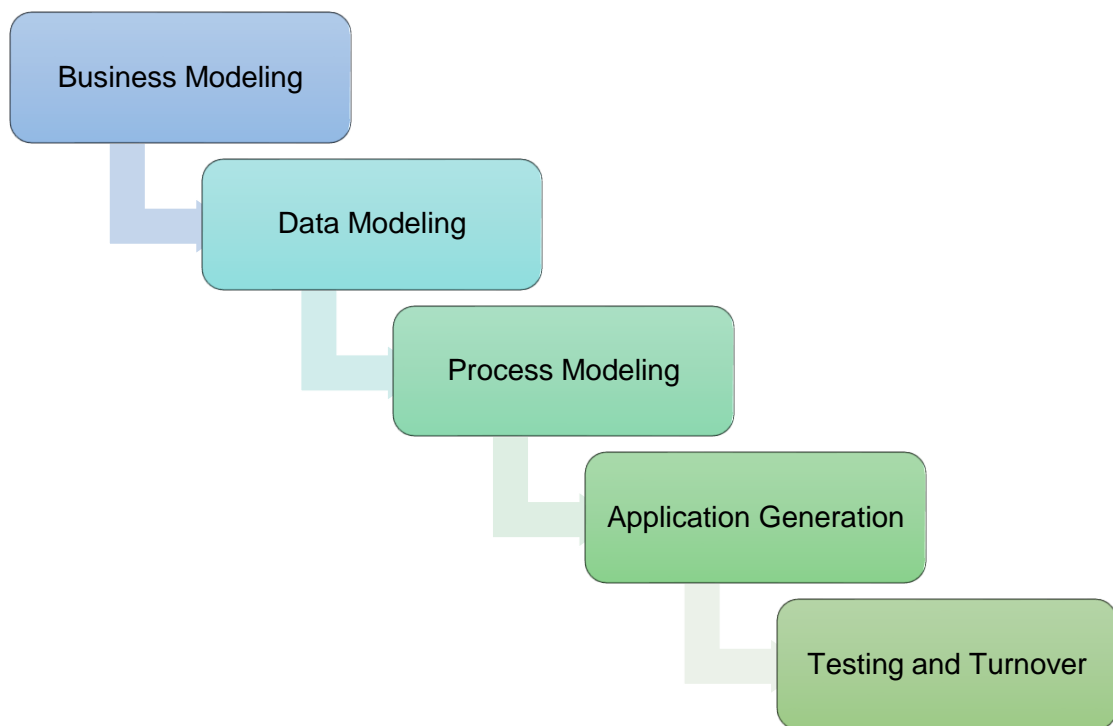 Business Modeling
Data Modeling
Process Modeling
Application Generation
Testing and Turnover